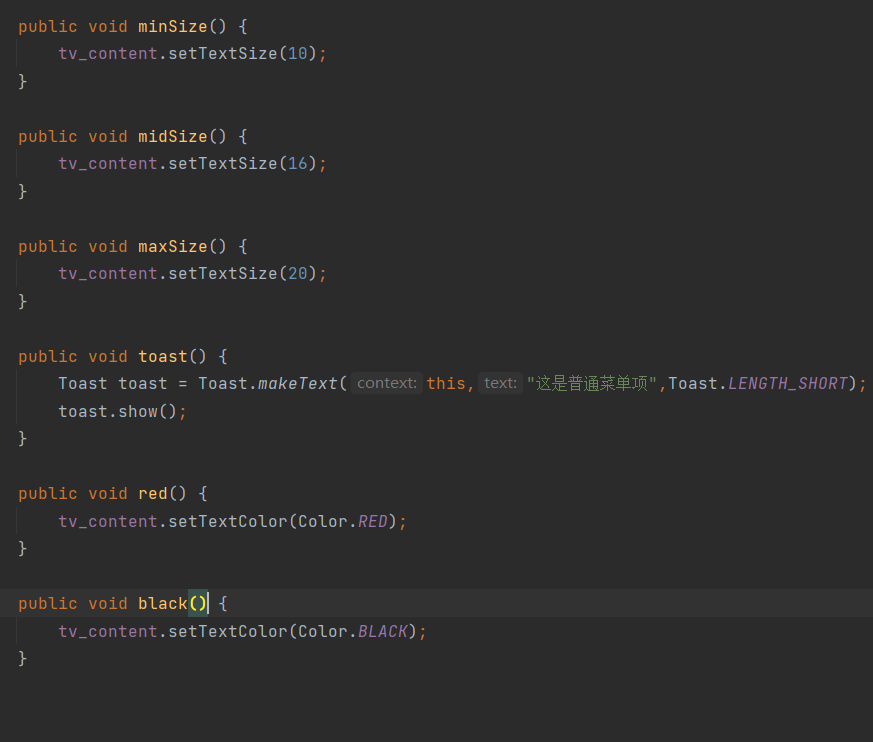 public void minSize() {
    tv_content.setTextSize(10);
}
public void midSize() {
    tv_content.setTextSize(16);
}
public void maxSize() {
    tv_content.setTextSize(20);
}
public void toast() {
    Toast toast = Toast.makeText( context: this, text: "这是普通菜单项",Toast.LENGTH_SHORT);
    toast.show();
}
public void red() {
    tv_content.setTextColor(Color.RED);
}
public void black() {
    tv_content.setTextColor(Color.BLACK);
}